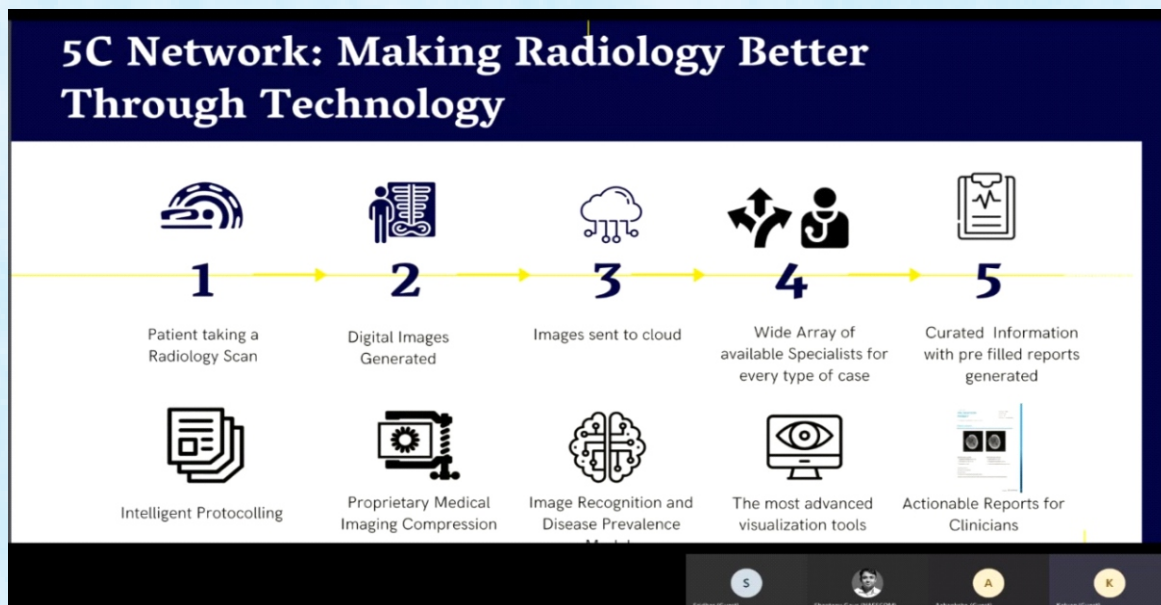 5C Network: Making Radiology Better
Through Technology
1
2
3
4
5
Patient taking a
Radiology Scan
Digital Images
Generated
Images sent to cloud
Wide Array of
available Specialists for
every type of case
Curated Information
with pre filled reports
generated
Intelligent Protocolling
Proprietary Medical
Imaging Compression
Image Recognition and
Disease Prevalence
The most advanced
visualization tools
Actionable Reports for
Clinicians
S
A
K